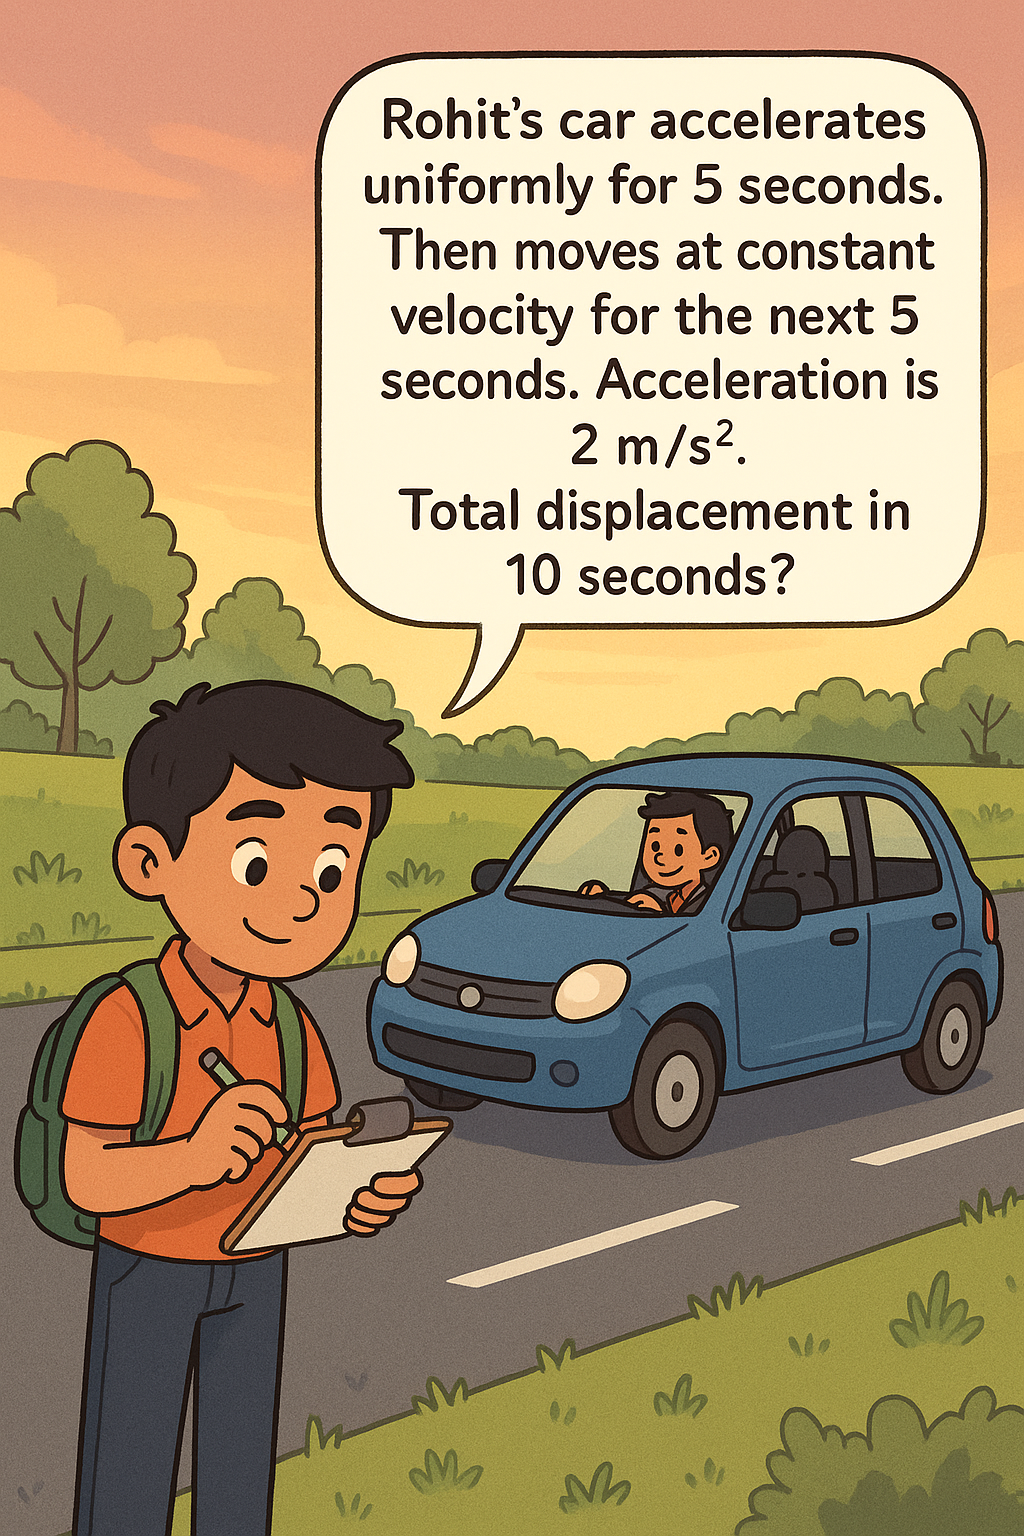 Rohit’s car accelerates
uniformly for 5 seconds.
Then moves at constant
velocity for the next 5
seconds. Acceleration is
2 m/s².
Total displacement in
10 seconds?